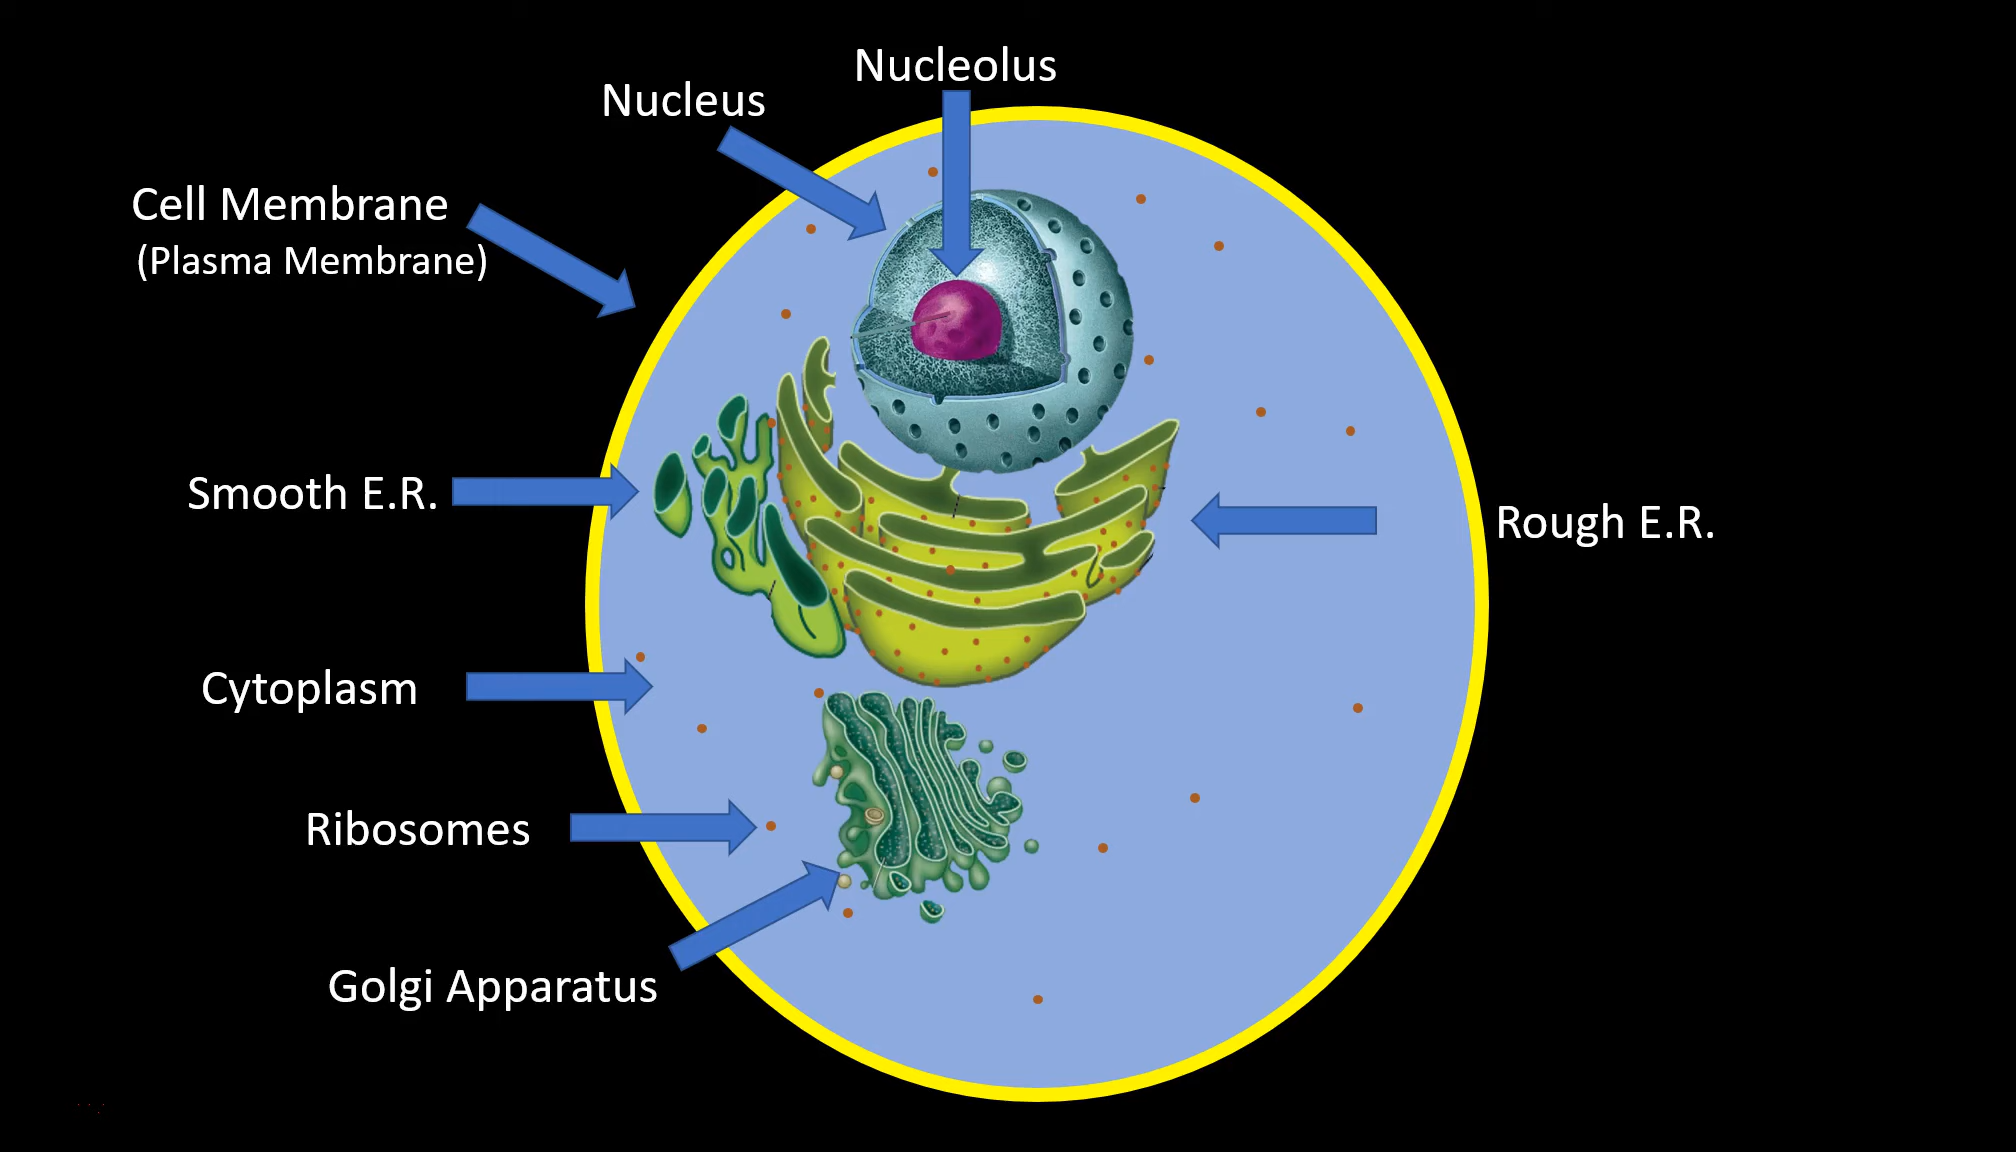 Nucleolus
Nucleus
Cell Membrane
(Plasma Membrane)
Smooth E.R.
Rough E.R.
Cytoplasm
Ribosomes
Golgi Apparatus